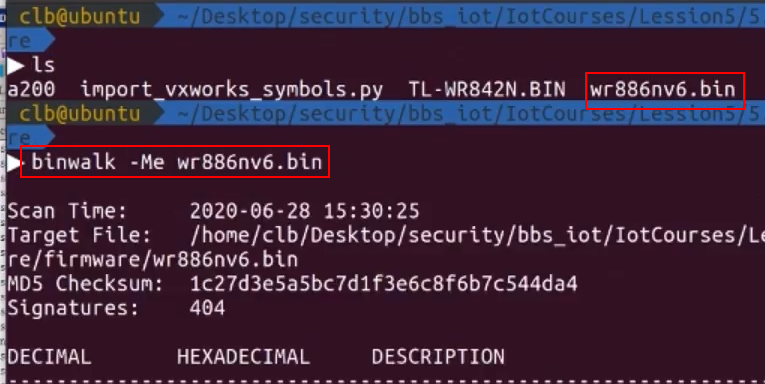 clb@ubuntu ~/Desktop/security/bbs_iot/IotCourses/Lession5/5
re
ls
a200 import_vxworks_symbols.py TL-WR842N.BIN wr886nv6.bin
clb@ubuntu ~/Desktop/security/bbs_iot/IotCourses/Lession5/5
re
binwalk -Me wr886nv6.bin
Scan Time: 2020-06-28 15:30:25
Target File: /home/clb/Desktop/security/bbs_iot/IotCourses/Le
re/firmware/wr886nv6.bin
MD5 Checksum: 1c27d3e5a5bc7d1f3e6c8f6b7c544da4
Signatures: 404
DECIMAL HEXADECIMAL DESCRIPTION
--------------------------------------------------------------------------------